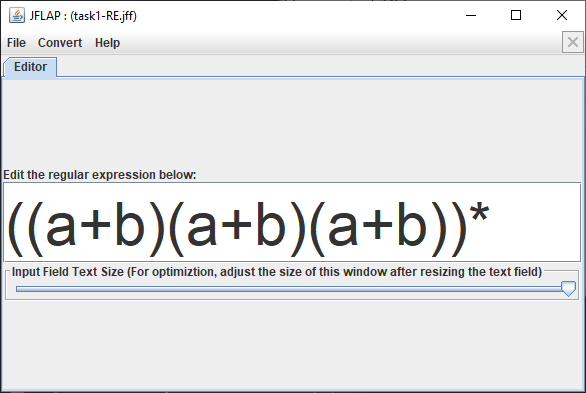 JFLAP : (task1-RE.jff)
File Convert Help
Editor
Edit the regular expression below:
((a+b)(a+b)(a+b))*
Input Field Text Size (For optimiztion, adjust the size of this window after resizing the text field)